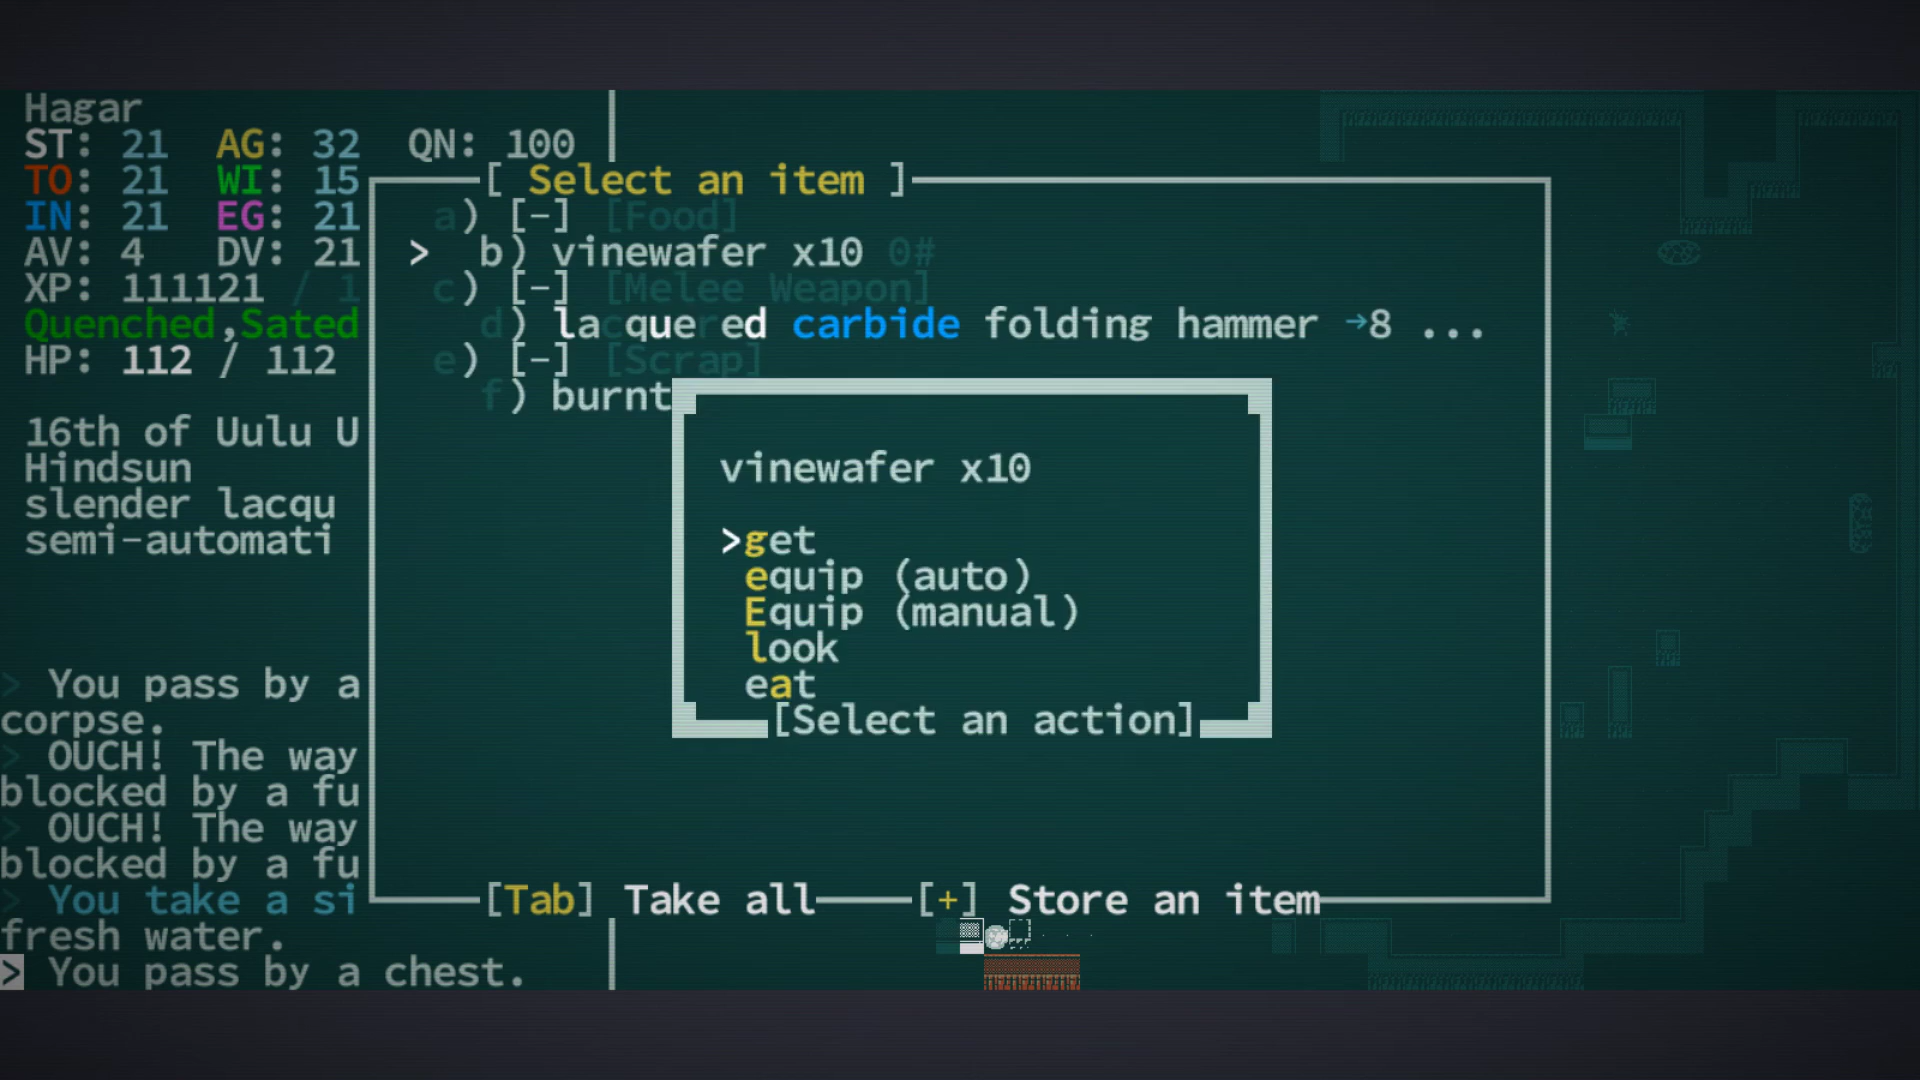 Hagar
ST: 21 AG: 32 QN: 100
TO: 21 WI: 15
IN: 21 EG: 21
AV: 4 DV: 21
XP: 111121 / 1
Quenched,Sated
HP: 112 / 112
16th of Uulu U
Hindsun
slender lacqu
semi-automati
> You pass by a
corpse.
> OUCH! The way
blocked by a fu
> OUCH! The way
blocked by a fu
> You take a si
fresh water.
> You pass by a chest.
[ Select an item ]
a) [-] [Food]
> b) vinewafer x10 0#
c) [-] [Melee Weapon]
d) lacquered carbide folding hammer →8 ...
e) [-] [Scrap]
f) burnt
vinewafer x10
>get
equip (auto)
Equip (manual)
look
eat
[Select an action]
[Tab] Take all
[+] Store an item